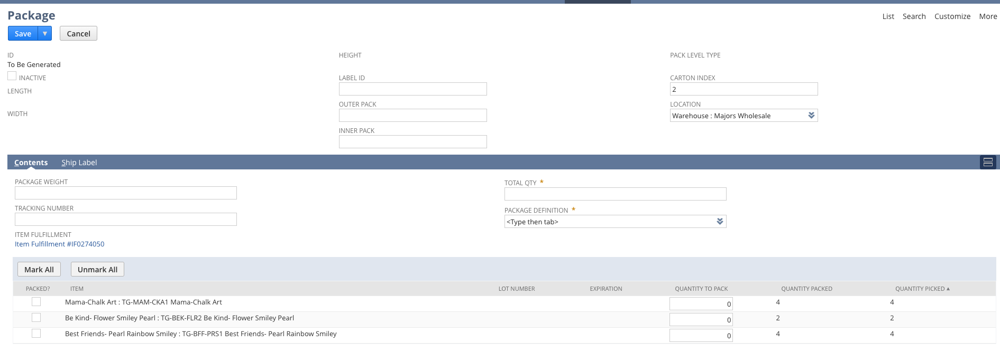 Package
List Search Customize More
Save Cancel
ID
To Be Generated
INACTIVE
LENGTH
WIDTH
HEIGHT
LABEL ID
OUTER PACK
INNER PACK
PACK LEVEL TYPE
CARTON INDEX
2
LOCATION
Warehouse : Majors Wholesale
Contents Ship Label
PACKAGE WEIGHT
TRACKING NUMBER
ITEM FULFILLMENT
Item Fulfillment #IF0274050
TOTAL QTY *
PACKAGE DEFINITION *
<Type then tab>
Mark All Unmark All
PACKED? ITEM LOT NUMBER EXPIRATION QUANTITY TO PACK QUANTITY PACKED QUANTITY PICKED ▲
Mama-Chalk Art : TG-MAM-CKA1 Mama-Chalk Art 0 4 4
Be Kind- Flower Smiley Pearl : TG-BEK-FLR2 Be Kind- Flower Smiley Pearl 0 2 2
Best Friends- Pearl Rainbow Smiley : TG-BFF-PRS1 Best Friends- Pearl Rainbow Smiley 0 4 4